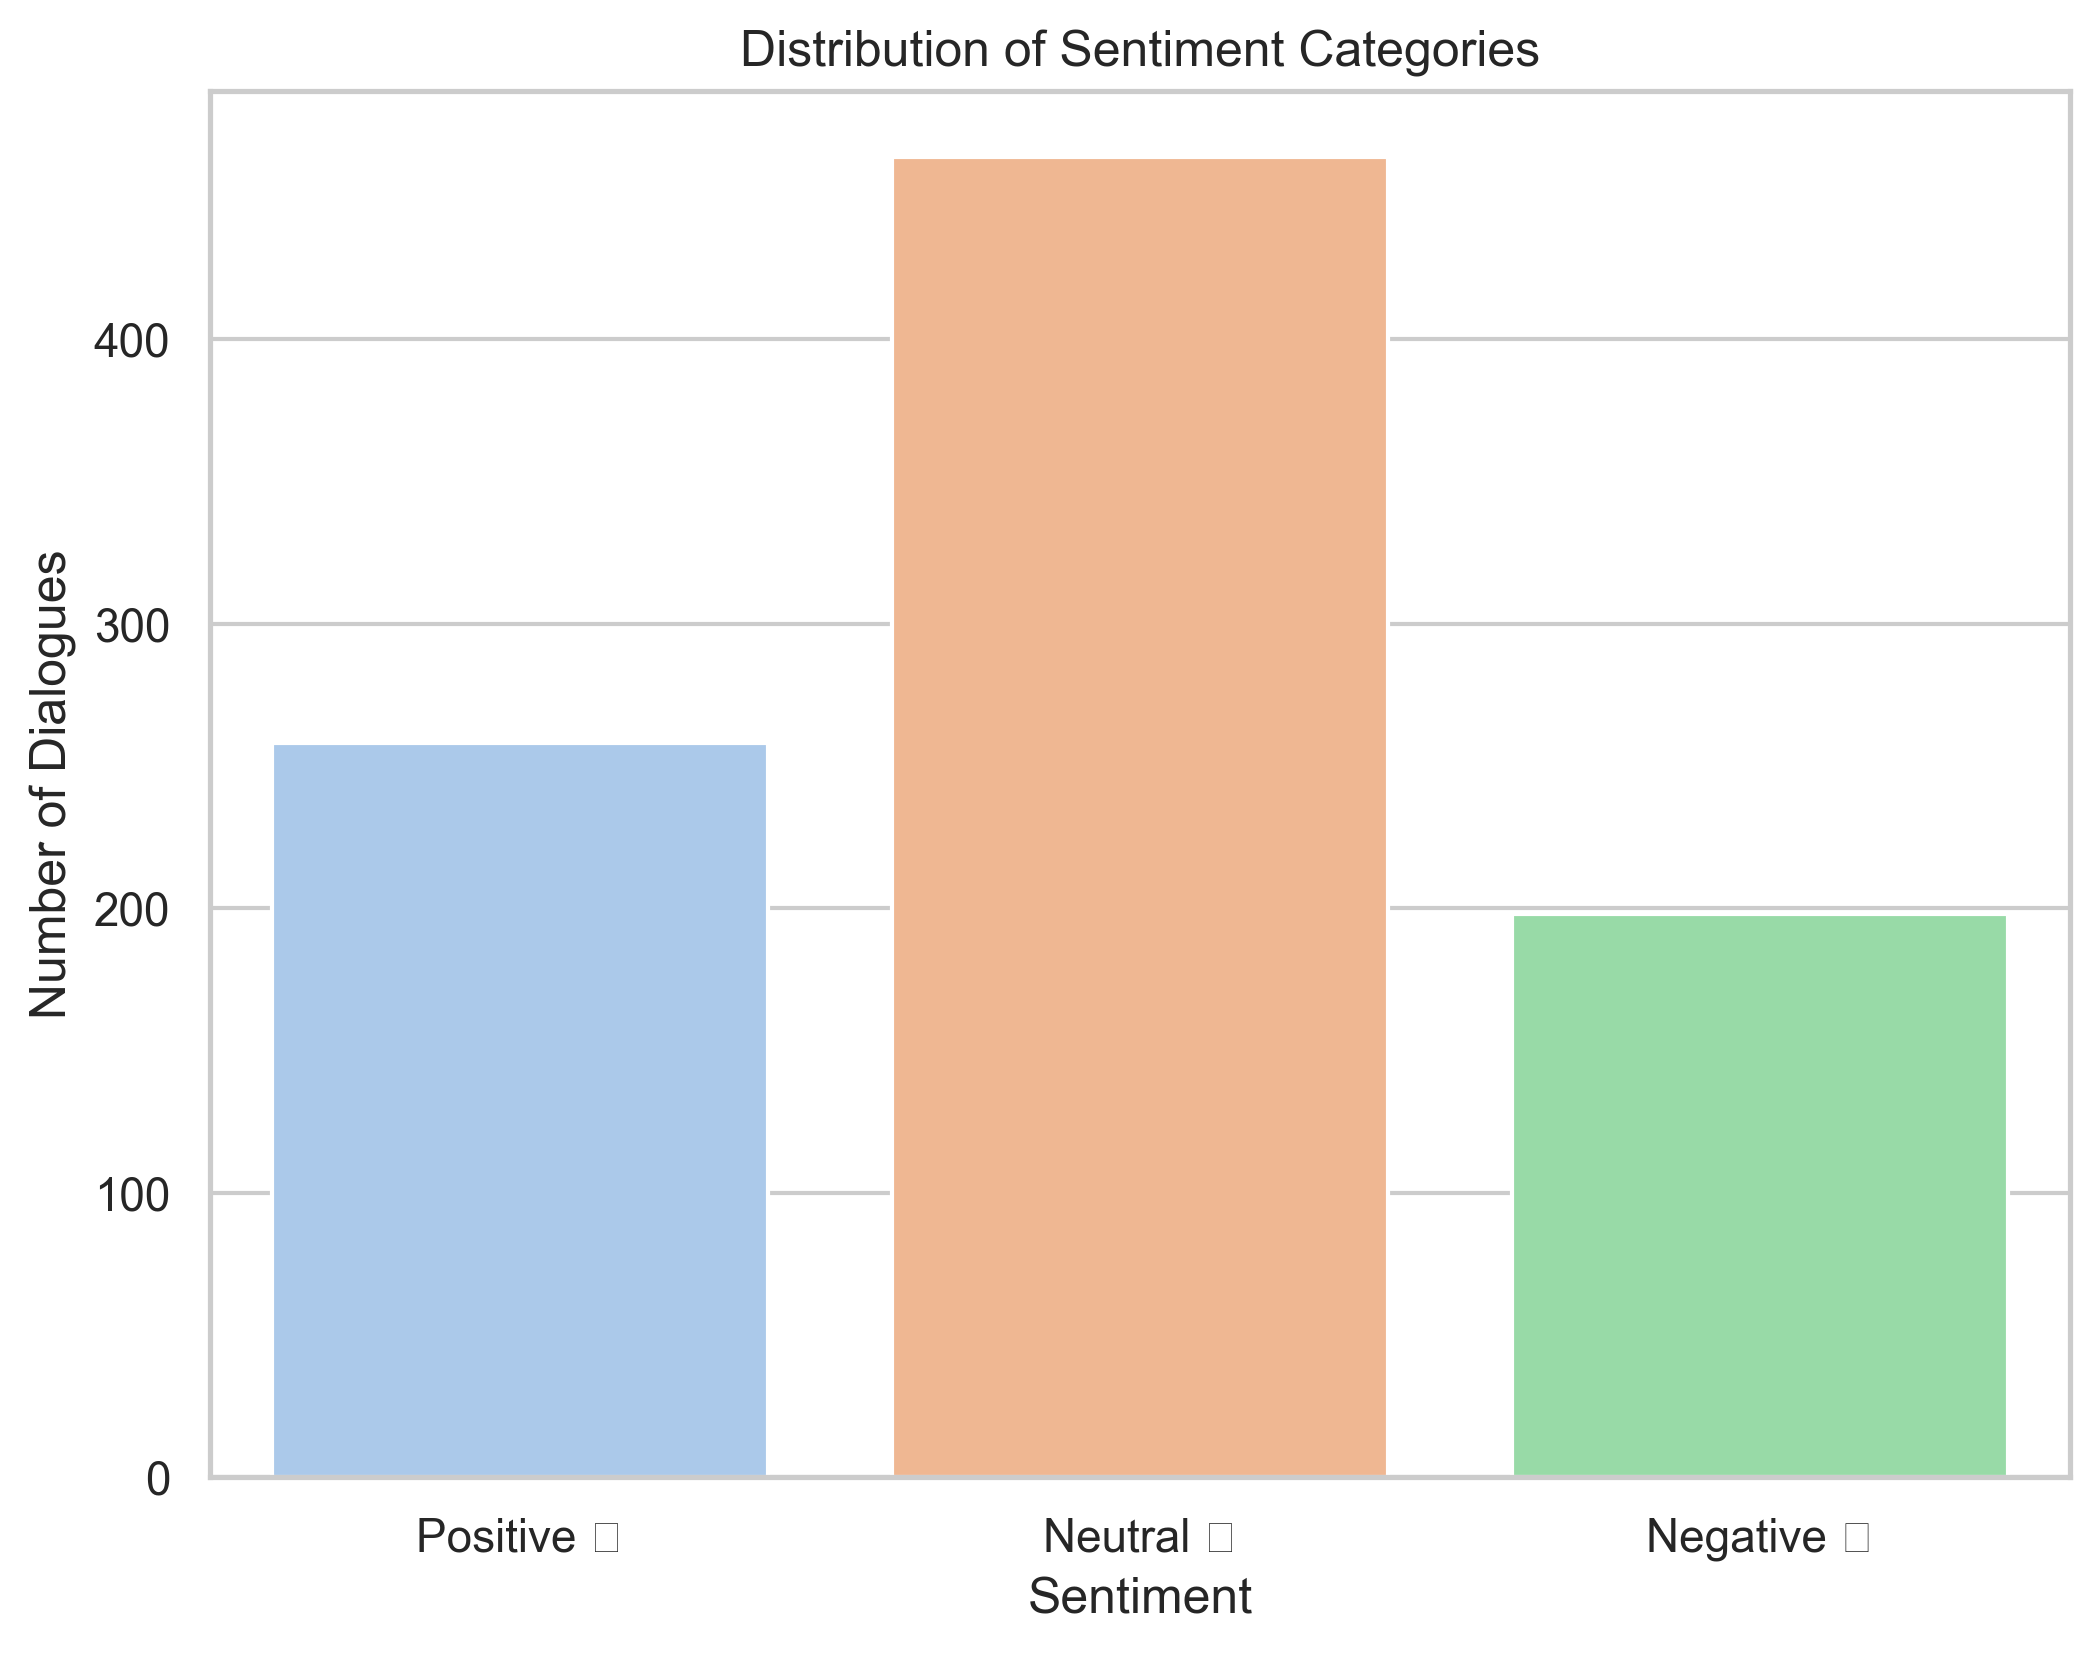 Distribution of Sentiment Categories
Number of Dialogues
400
300
200
100
0
Positive □
Neutral □
Negative □
Sentiment